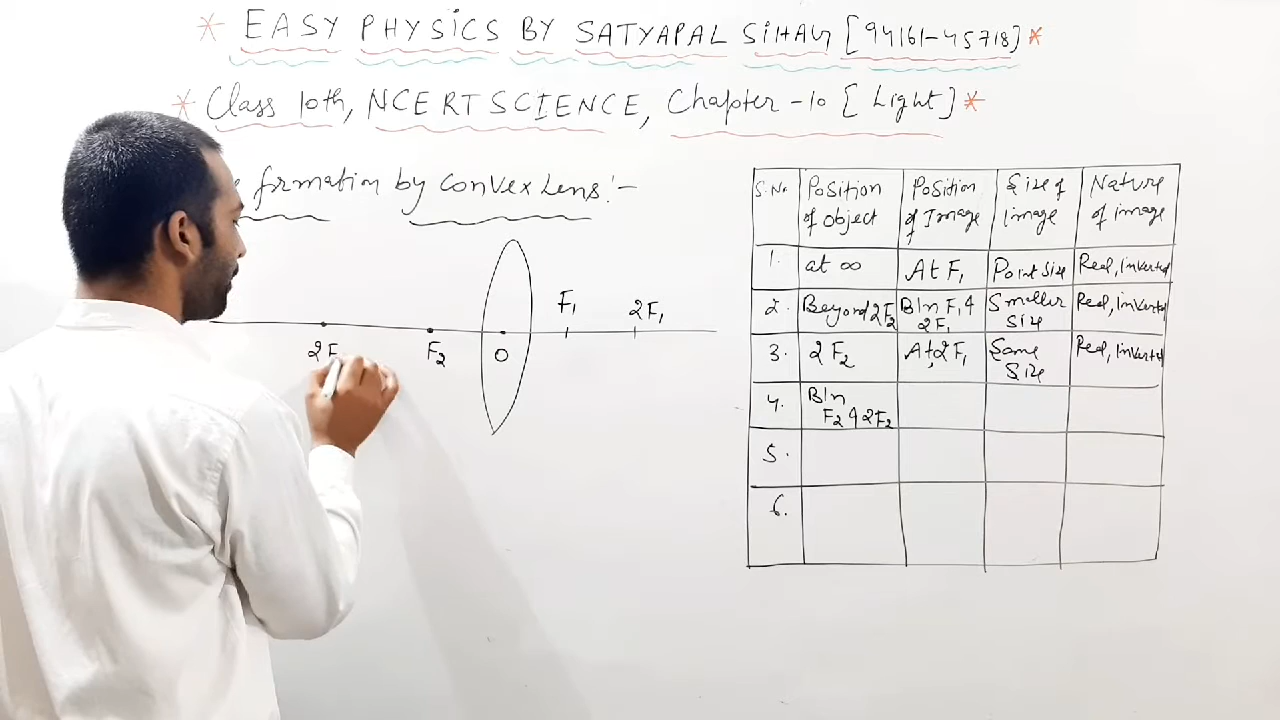 * EASY PHYSICS BY SATYAPAL SIHAG [94161-45718] *
* Class 10th, NCERT SCIENCE, Chapter-10 [Light] *
formation by Convex Lens:-
F₁ 2F₁
2F F₂ O
S.No Position of Object Position of Image Size of Image Nature of image
1. at ∞ At F₁ Point Size Real, inverted
2. Beyond 2F₂ B/n F₁ & 2F₁ Smaller Size Real, inverted
3. 2F₂ At 2F₁ Same Size Real, inverted
4. B/n F₂ & 2F₂
5.
6.